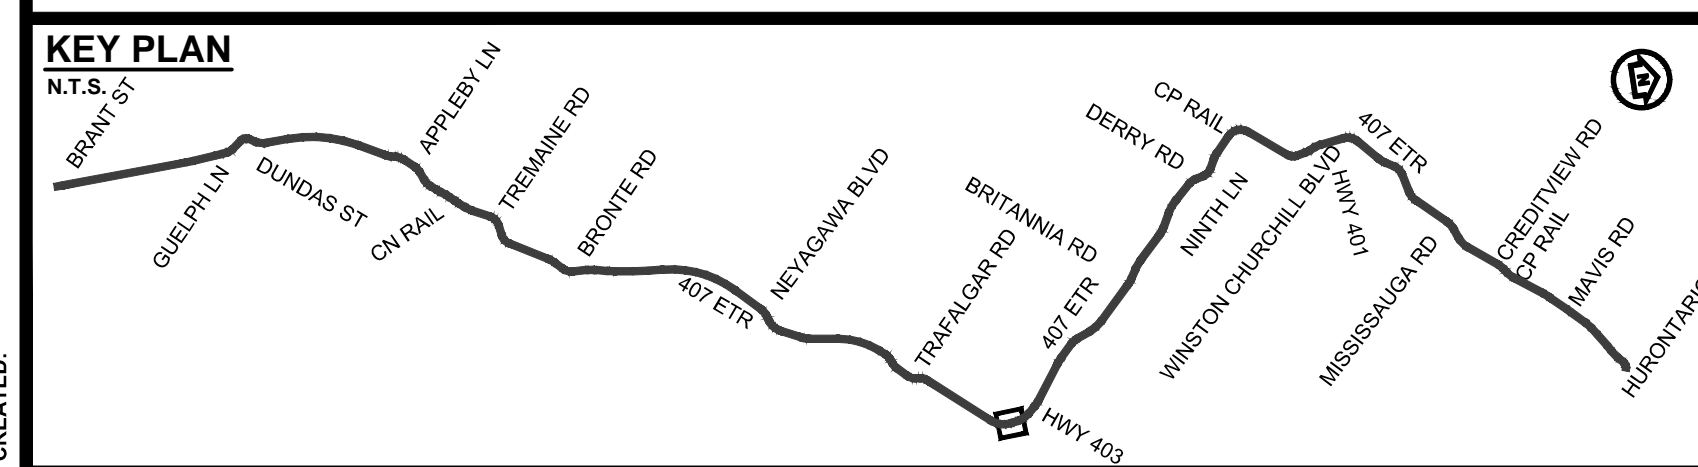 KEY PLAN
N.T.S.
BRANT ST
GUELPH LN
DUNDAS ST
APPLEBY LN
CN RAIL
TREMAINE RD
BRONTE RD
407 ETR
NEYAGAWA BLVD
TRAFALGAR RD
BRITANNIA RD
HWY 403
407 ETR
DERRY RD
CP RAIL
NINTH LN
WINSTON CHURCHILL BLVD
HWY 401
407 ETR
MISSISSAUGA RD
CREDITVIEW RD
CP RAIL
MAVIS RD
N